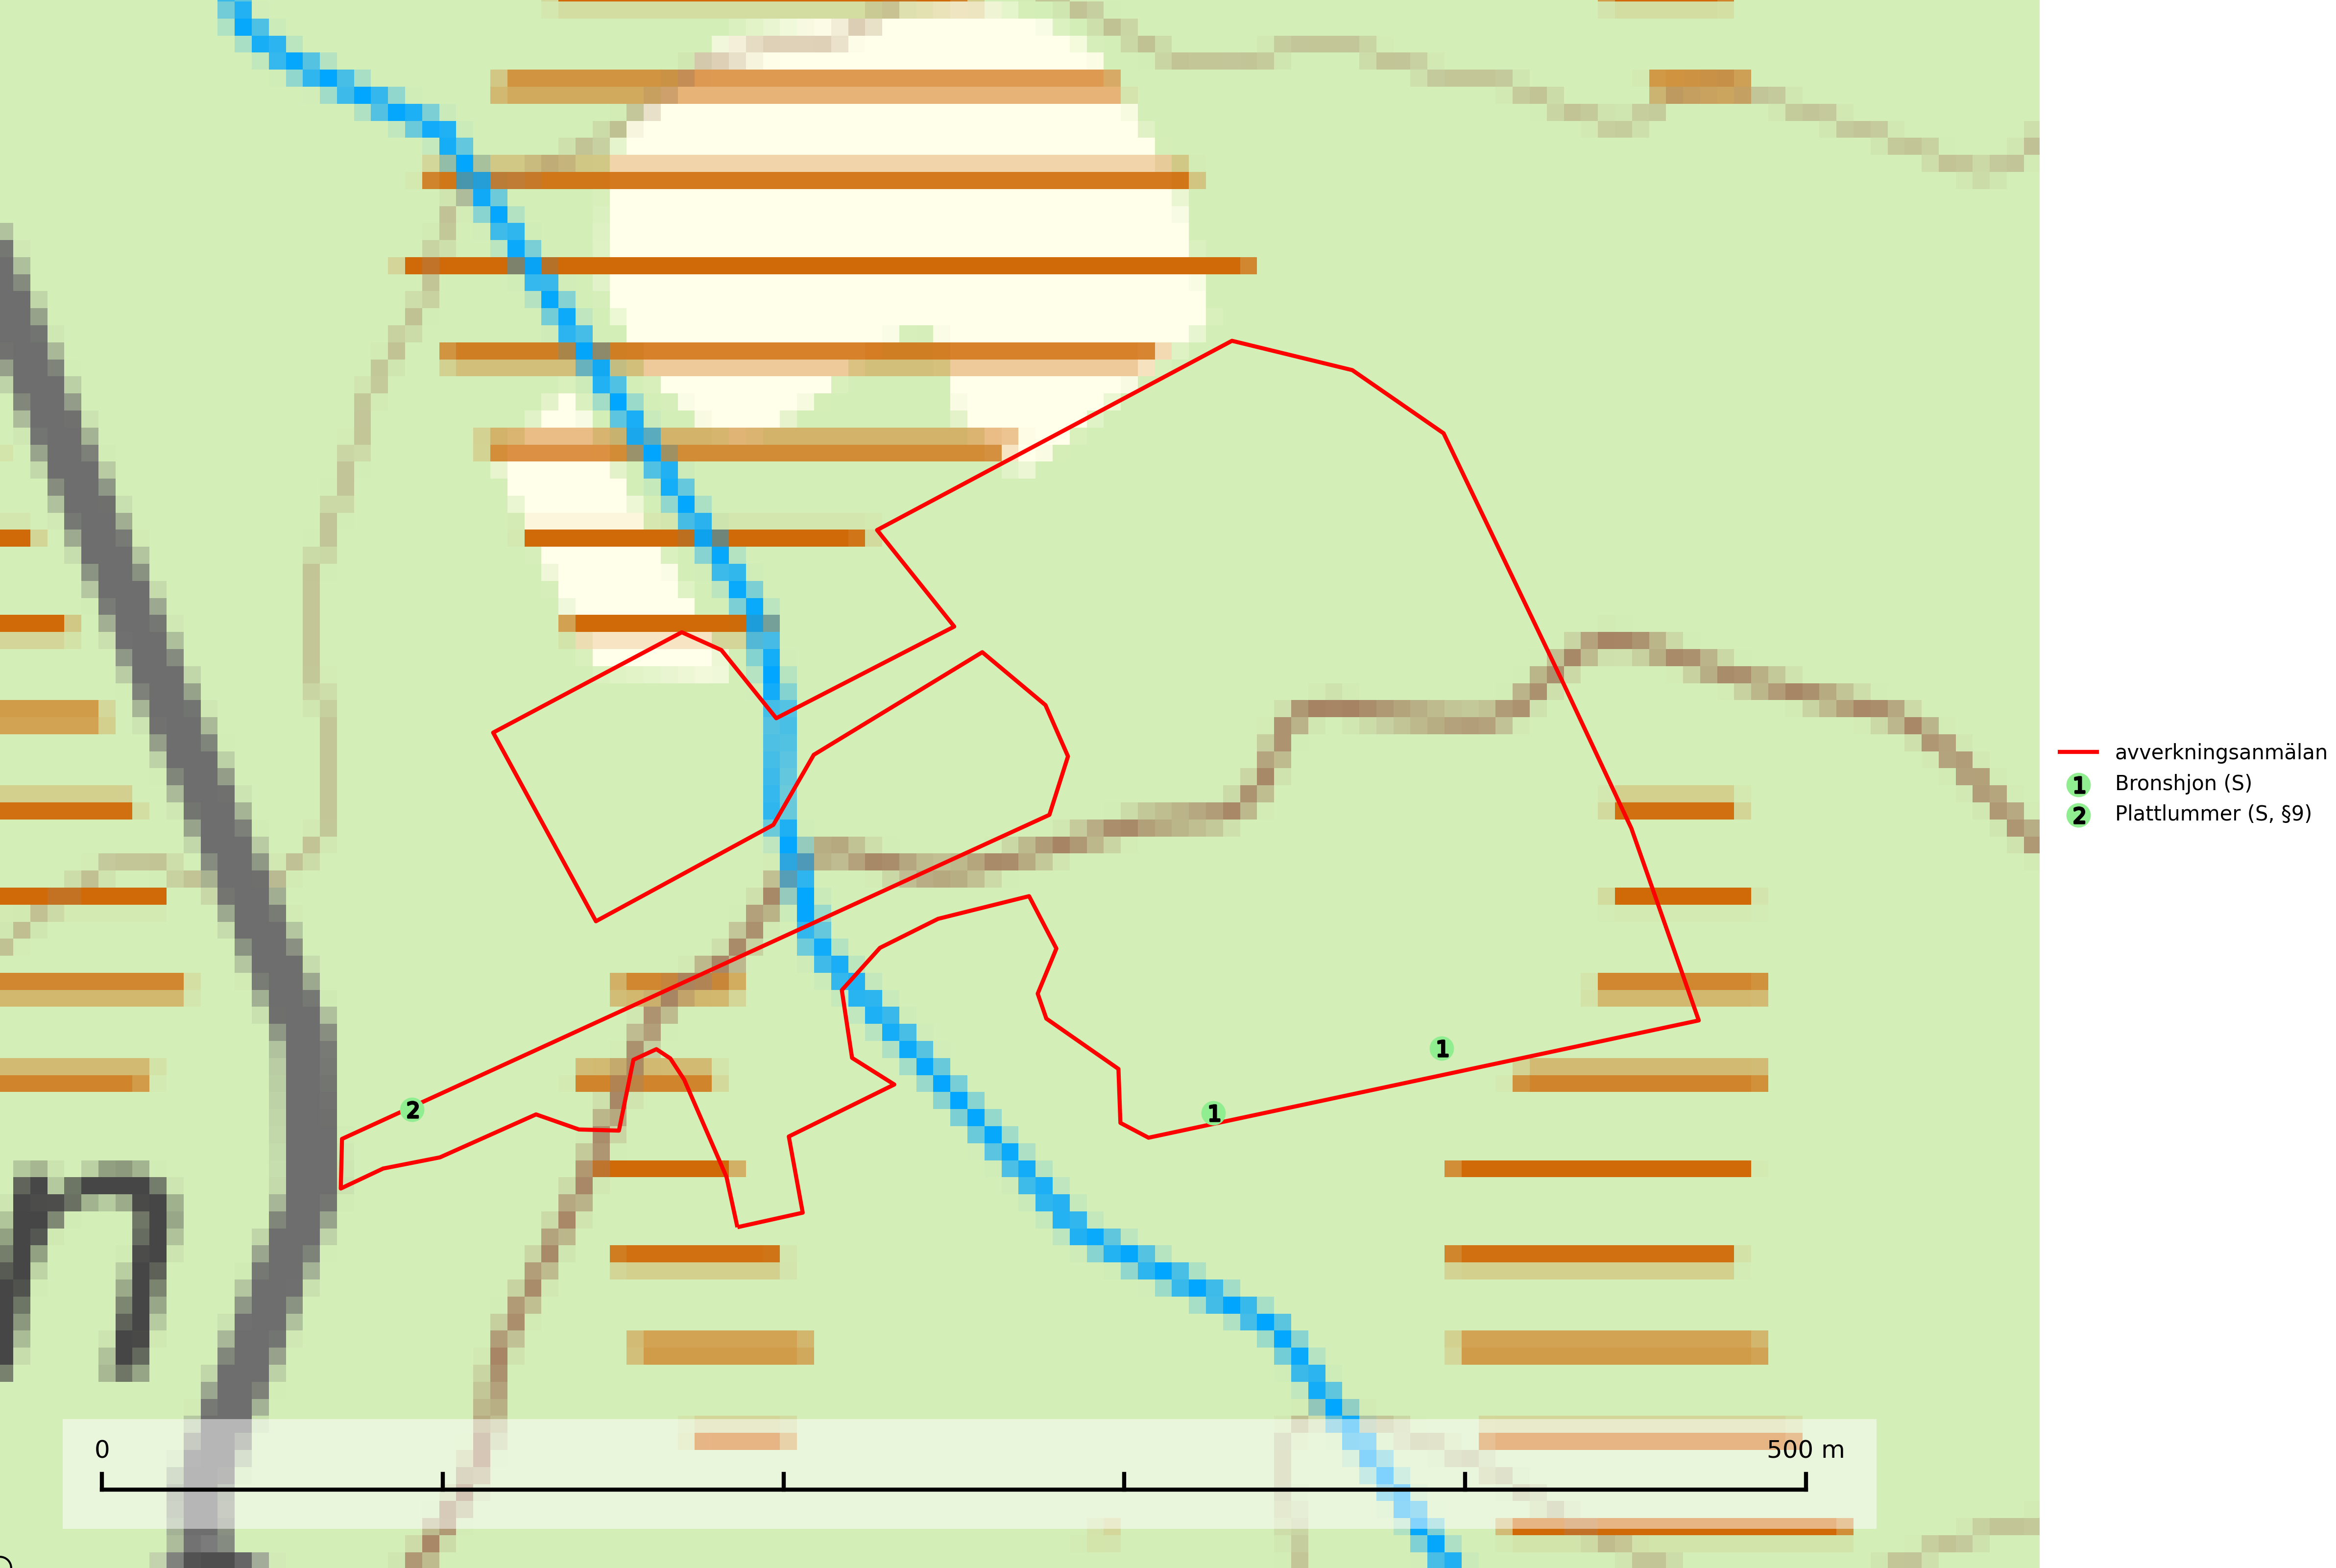 avverkningsanmälan
1 Bronshjon (S)
2 Plattlummer (S, §9)
1
1
2
0 500 m